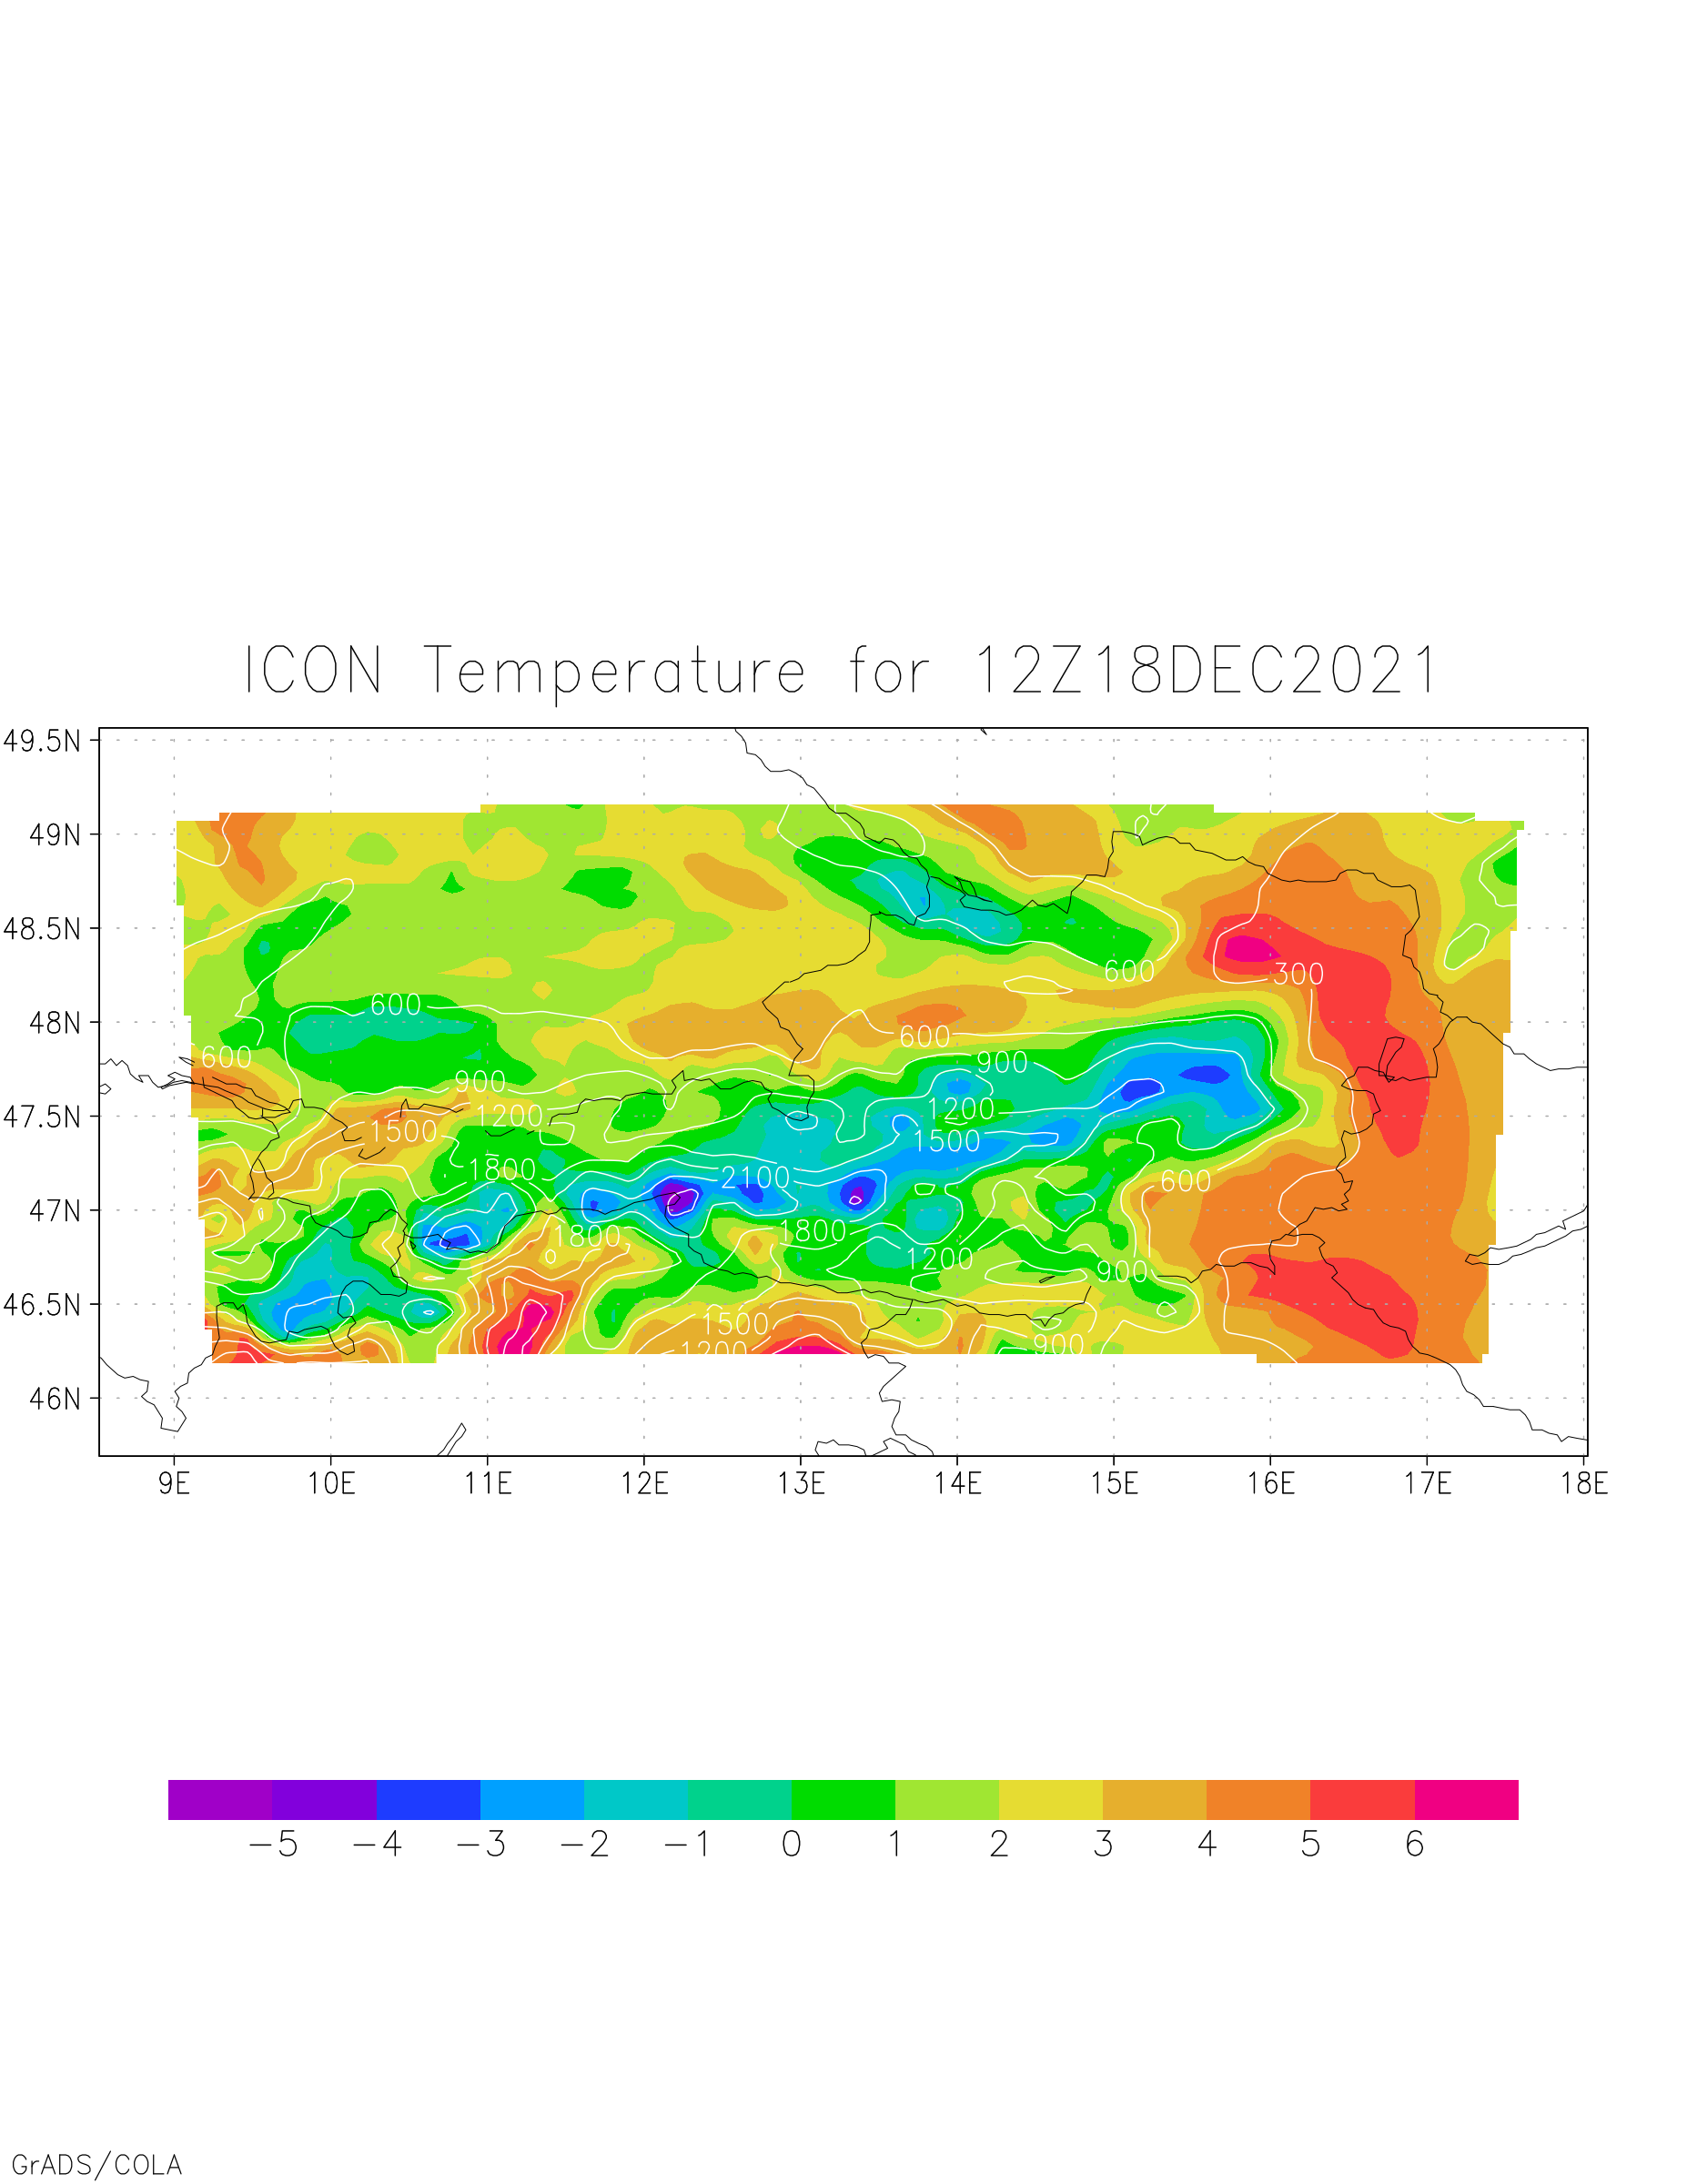 ICON Temperature for 12Z18DEC2021
49.5N
49N
48.5N
48N
47.5N
47N
46.5N
46N
600
300
600
600
600
900
900
1200
1200
1500
1500
1800
2100
600
1800
1800
1200
900
1500
1200
900
9E 10E 11E 12E 13E 14E 15E 16E 17E 18E
−5 −4 −3 −2 −1 0 1 2 3 4 5 6
GrADS/COLA